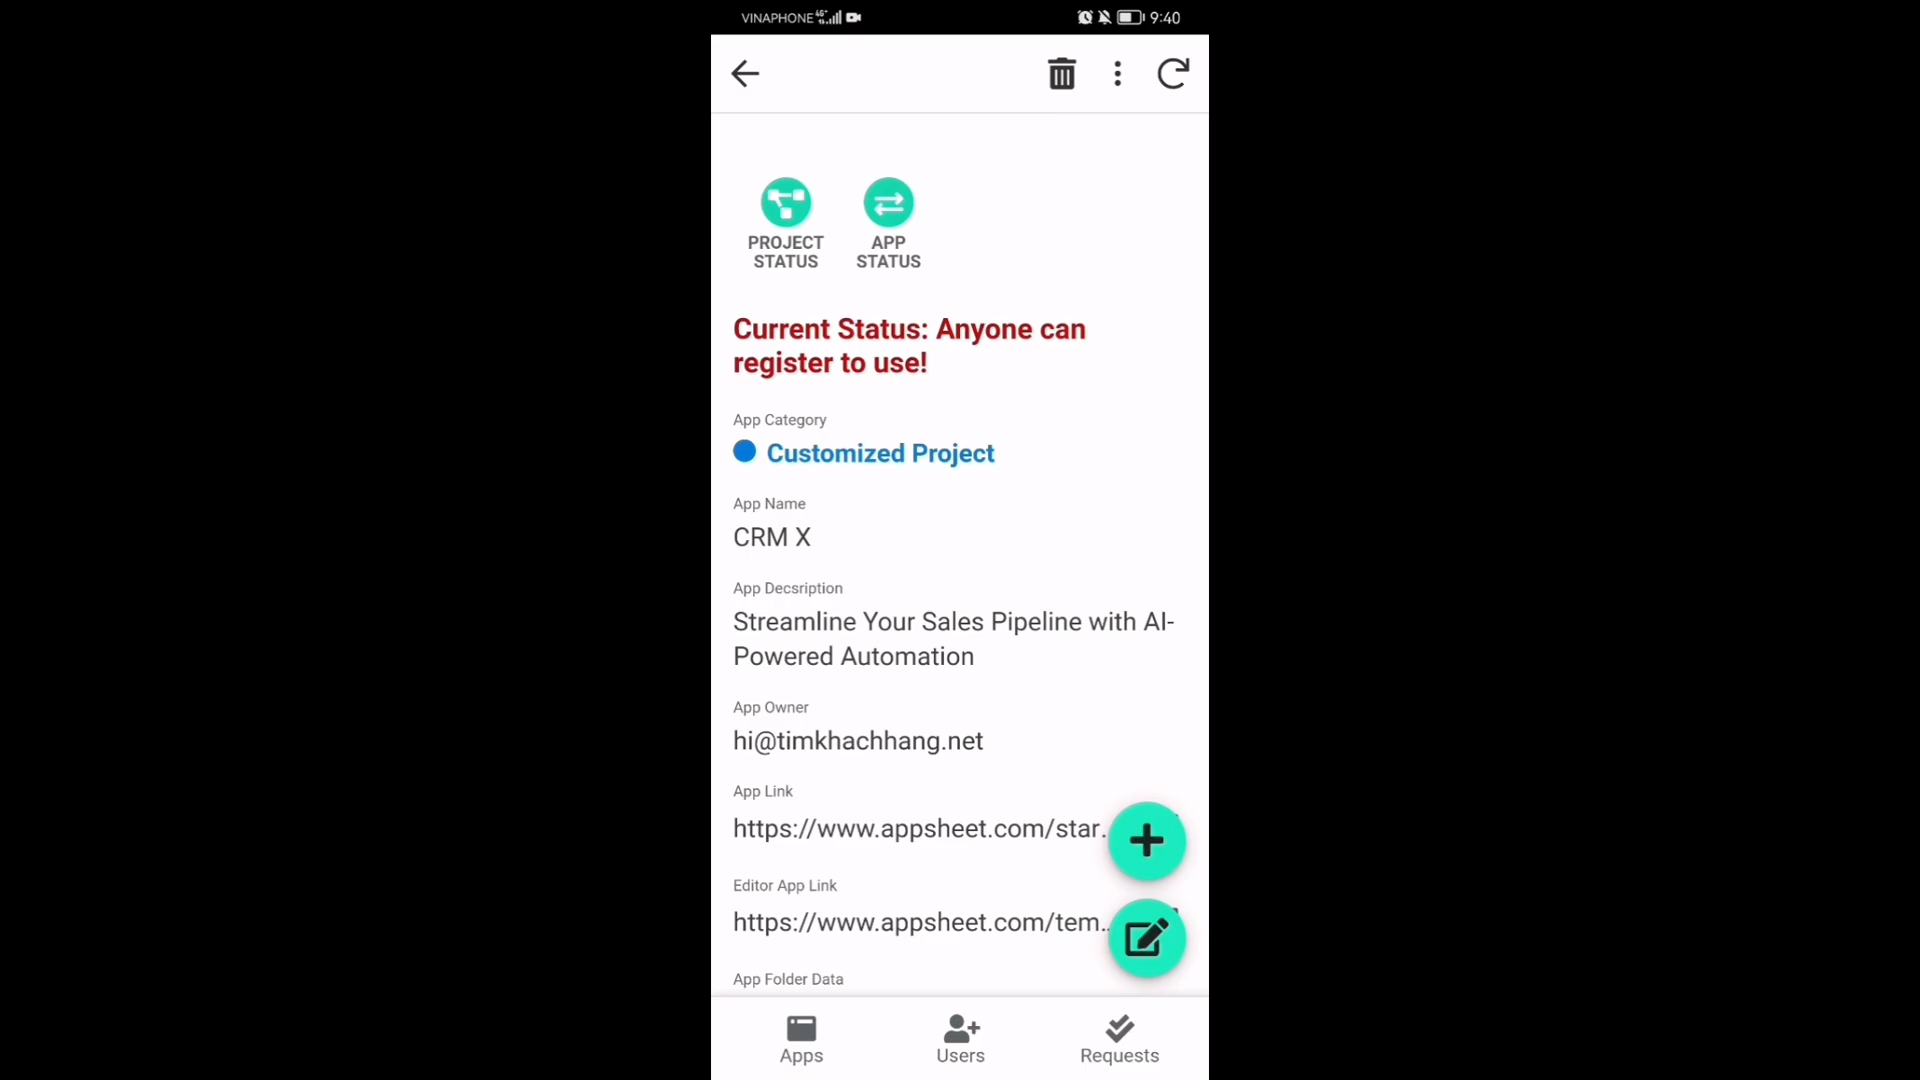 VINAPHONE 9:40
PROJECT
STATUS
APP
STATUS
Current Status: Anyone can
register to use!
App Category
Customized Project
App Name
CRM X
App Decsription
Streamline Your Sales Pipeline with AI-
Powered Automation
App Owner
hi@timkhachhang.net
App Link
https://www.appsheet.com/star...
Editor App Link
https://www.appsheet.com/tem...
App Folder Data
Apps
Users
Requests